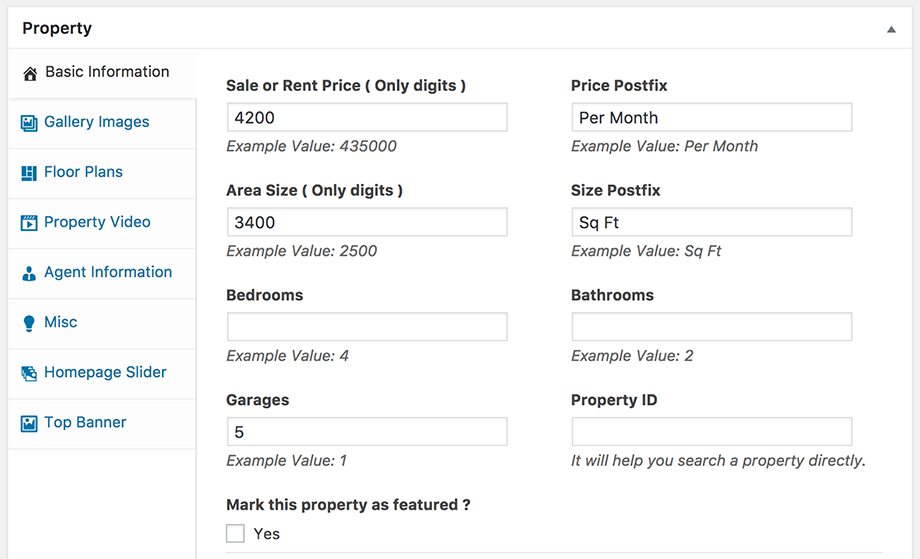 Property
Basic Information
Gallery Images
Floor Plans
Property Video
Agent Information
Misc
Homepage Slider
Top Banner
Sale or Rent Price ( Only digits )
4200
Example Value: 435000
Price Postfix
Per Month
Example Value: Per Month
Area Size ( Only digits )
3400
Example Value: 2500
Size Postfix
Sq Ft
Example Value: Sq Ft
Bedrooms
Example Value: 4
Bathrooms
Example Value: 2
Garages
5
Example Value: 1
Property ID
It will help you search a property directly.
Mark this property as featured ?
Yes